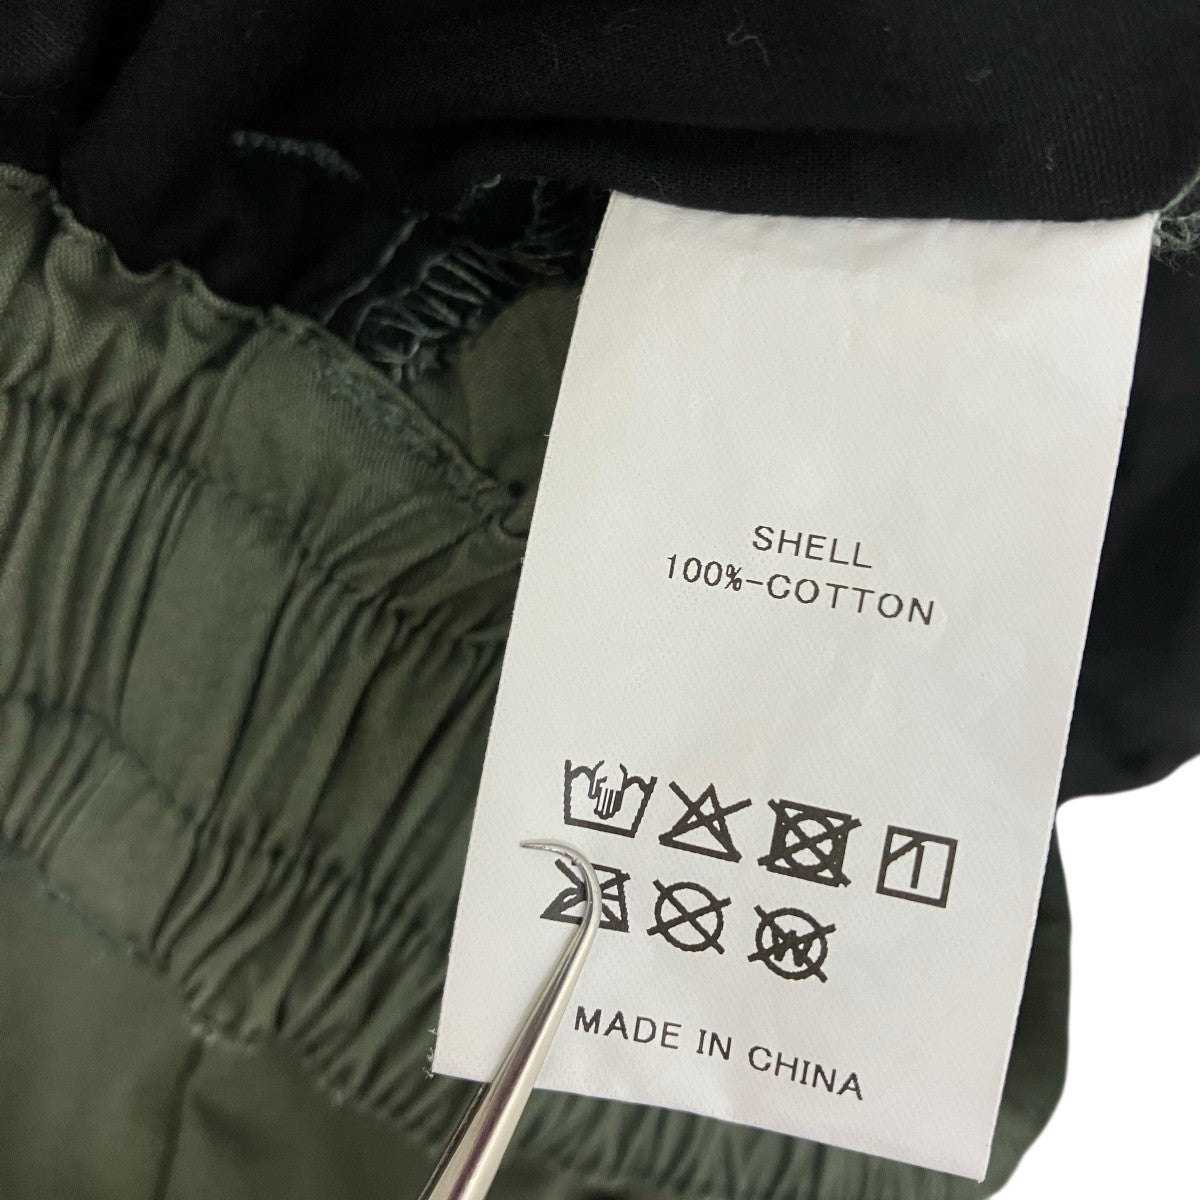 SHELL
100%-COTTON
W
MADE IN CHINA